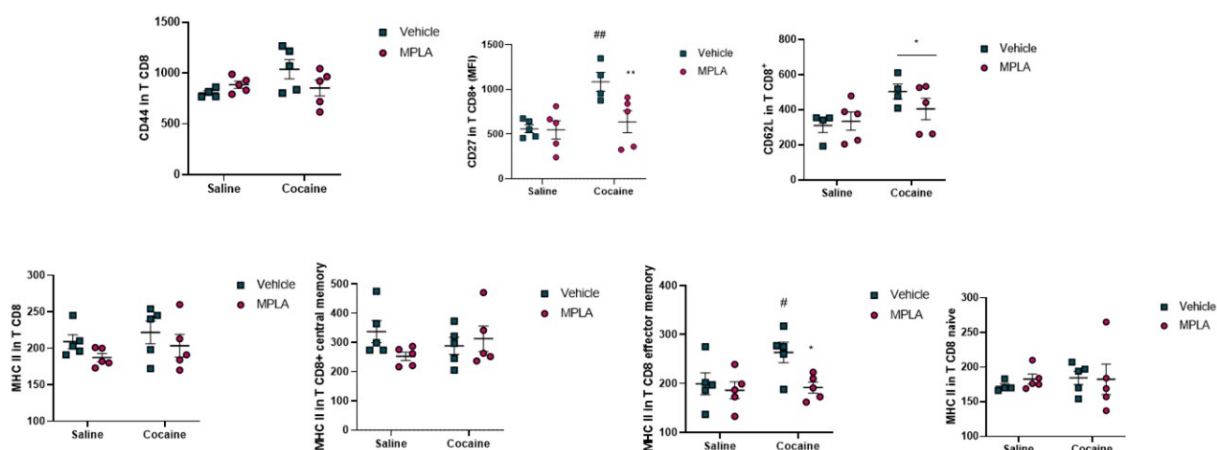 CD44 in T CD8
1500
1000
500
0
Saline
Cocaine
Vehicle
MPLA
CD27 in T CD8+ (MFI)
1500
1000
500
0
##
**
Saline
Cocaine
Vehicle
MPLA
CD62L in T CD8+
800
600
400
200
0
*
Saline
Cocaine
Vehicle
MPLA
MHC II in T CD8
300
250
200
150
100
Saline
Cocaine
Vehicle
MPLA
MHC II in T CD8+ central memory
500
400
300
200
100
0
Saline
Cocaine
Vehicle
MPLA
MHC II in T CD8 effector memory
400
300
200
100
#
*
Saline
Cocaine
Vehicle
MPLA
MHC II in T CD8 naive
300
250
200
150
100
Saline
Cocaine
Vehicle
MPLA